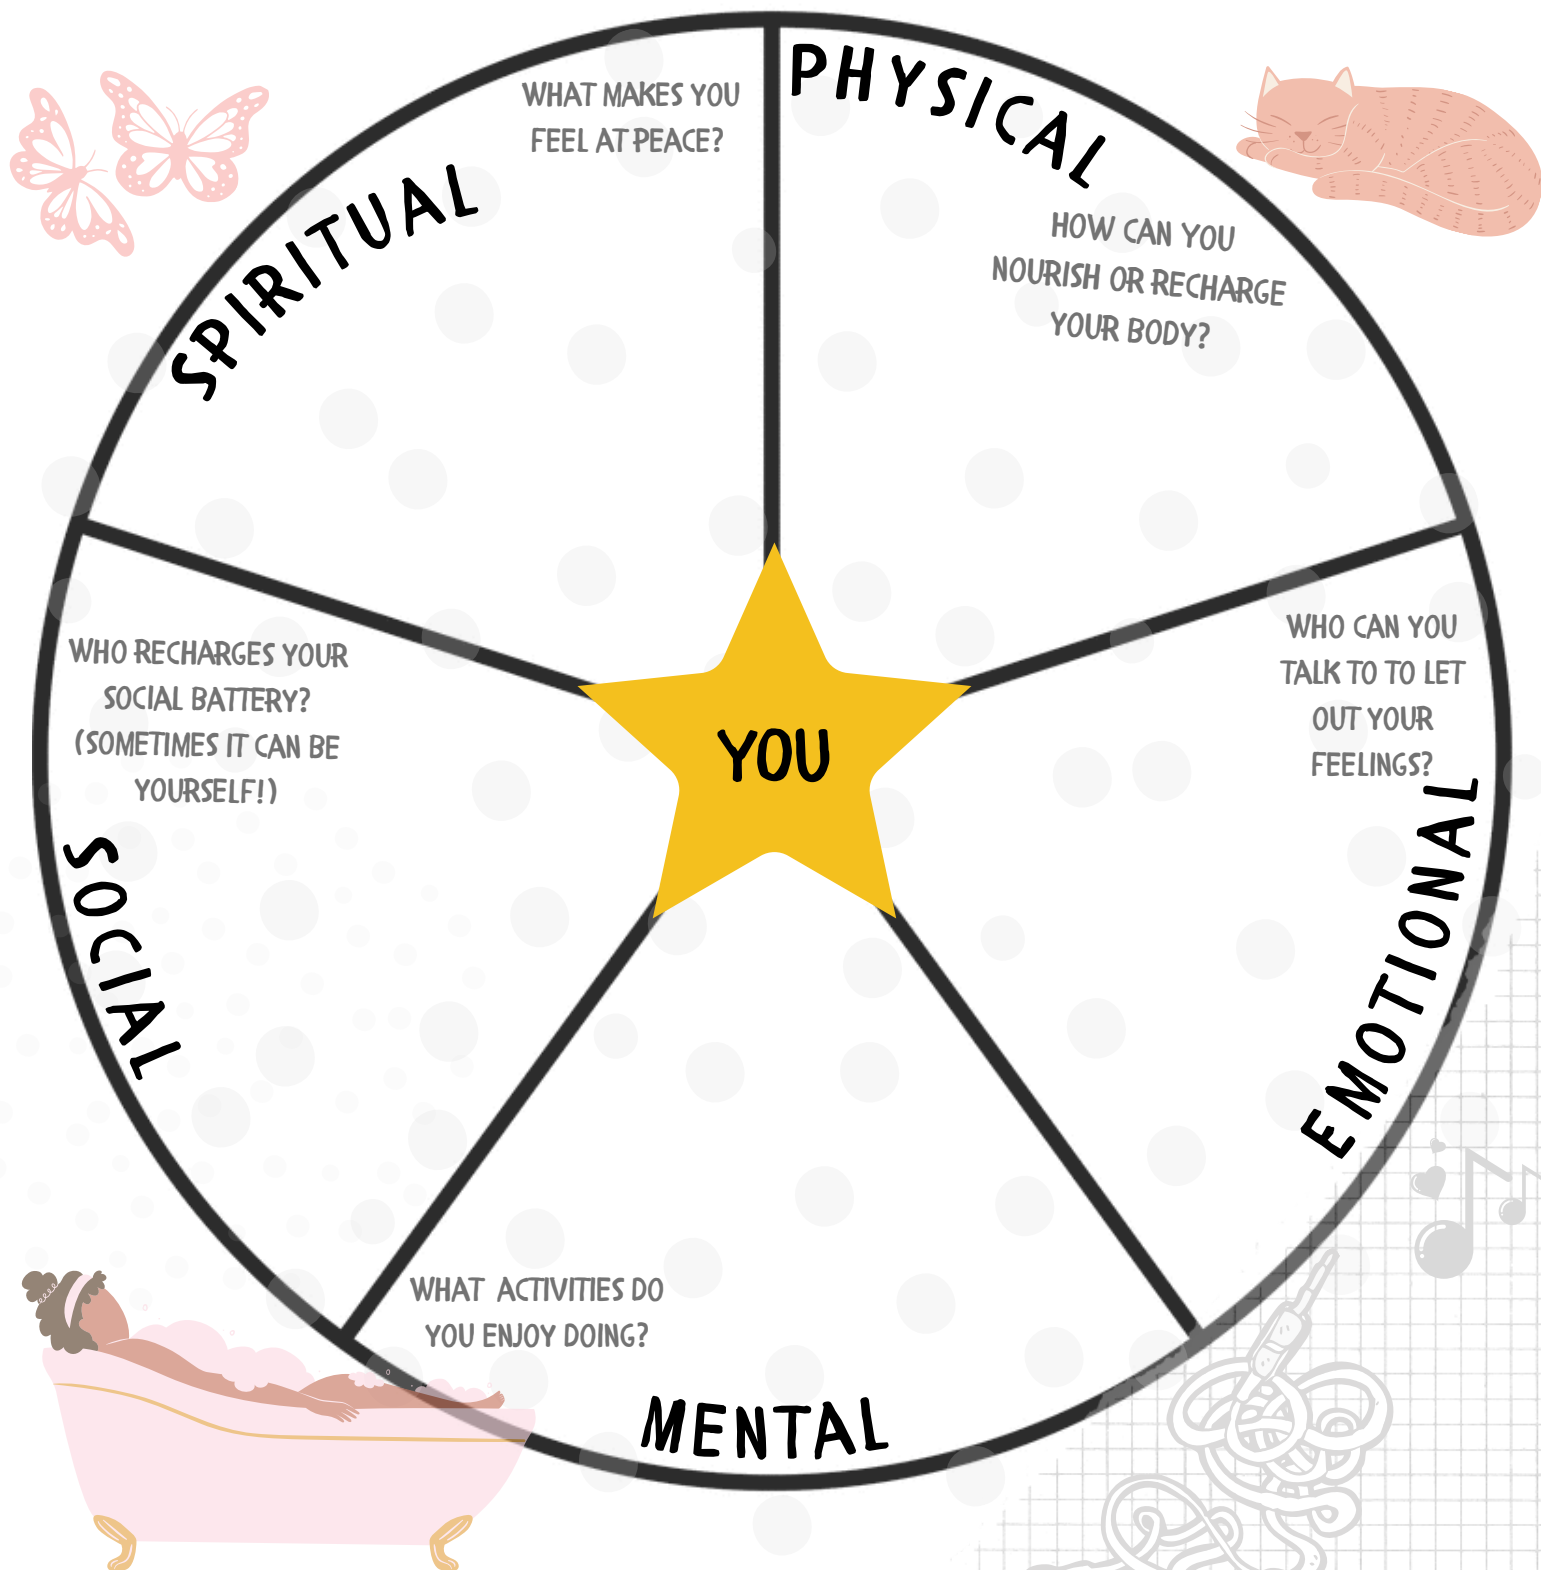 PHYSICAL
HOW CAN YOU
NOURISH OR RECHARGE
YOUR BODY?
WHO CAN YOU
TALK TO TO LET
OUT YOUR
FEELINGS?
EMOTIONAL
WHAT ACTIVITIES DO
YOU ENJOY DOING?
MENTAL
WHO RECHARGES YOUR
SOCIAL BATTERY?
(SOMETIMES IT CAN BE
YOURSELF!)
SOCIAL
WHAT MAKES YOU
FEEL AT PEACE?
SPIRITUAL
YOU